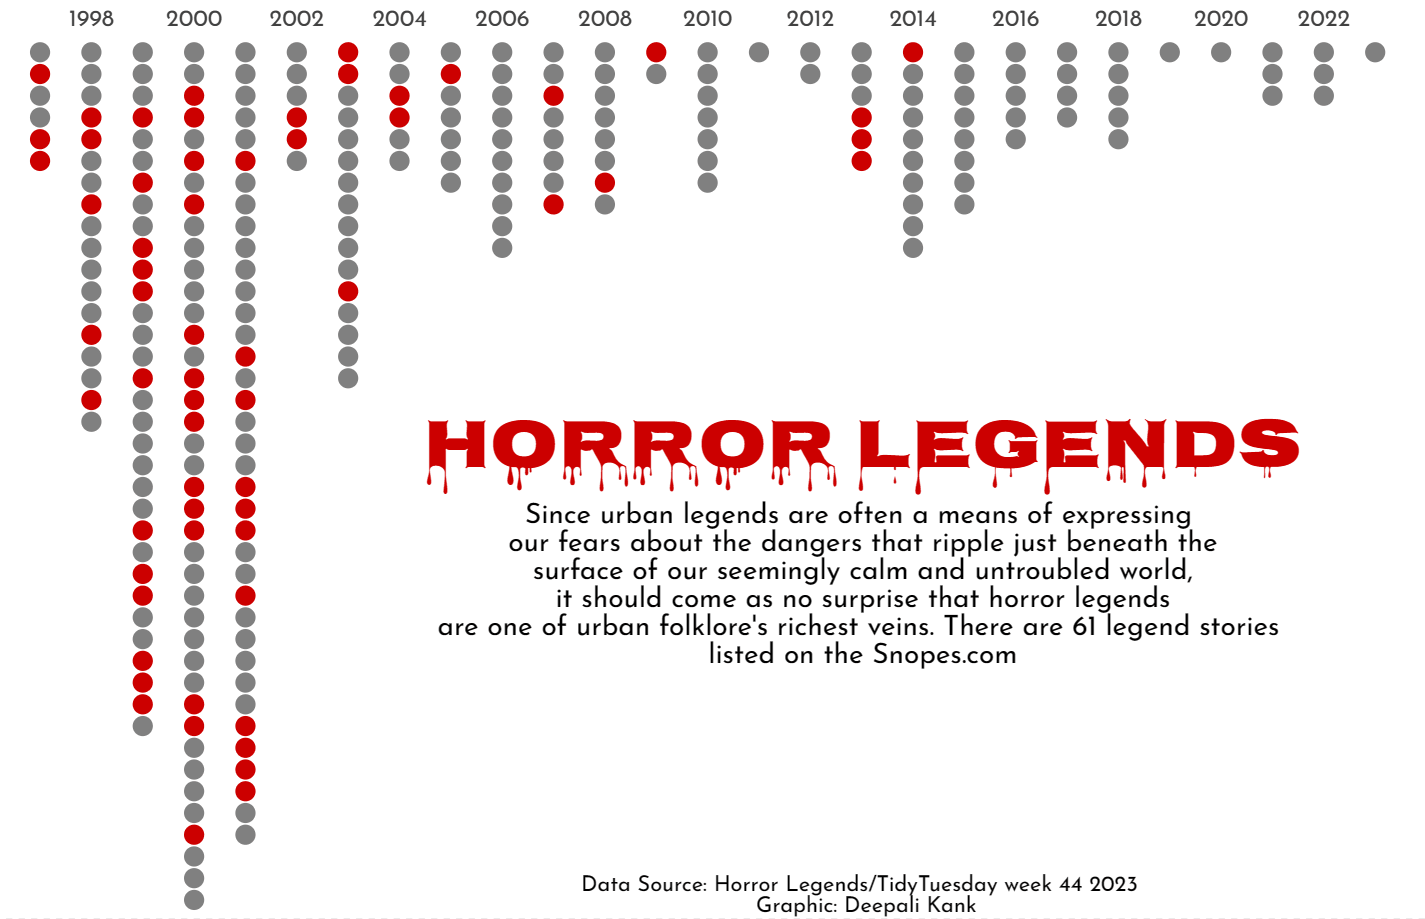 1998 2000 2002 2004 2006 2008 2010 2012 2014 2016 2018 2020 2022
HORROR LEGENDS
Since urban legends are often a means of expressing
our fears about the dangers that ripple just beneath the
surface of our seemingly calm and untroubled world,
it should come as no surprise that horror legends
are one of urban folklore's richest veins. There are 61 legend stories
listed on the Snopes.com
Data Source: Horror Legends/TidyTuesday week 44 2023
Graphic: Deepali Kank